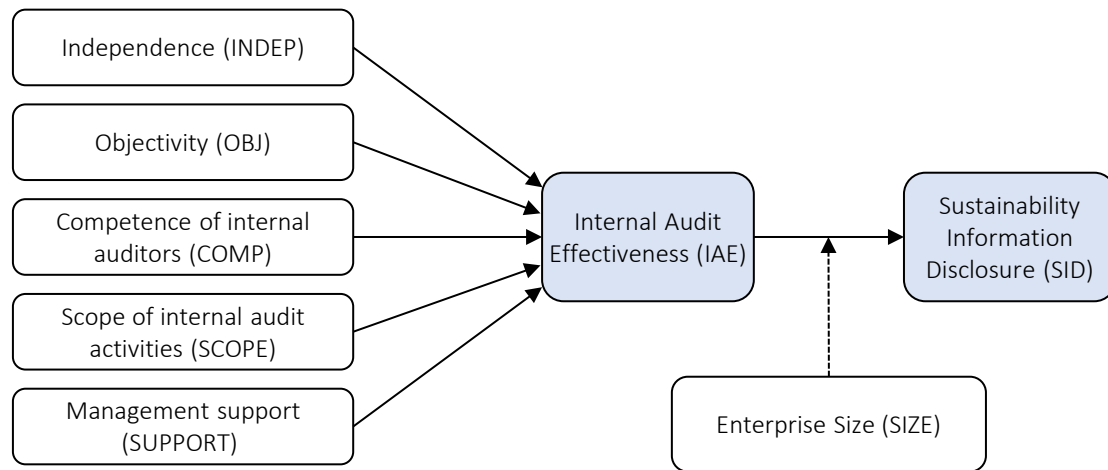 Independence (INDEP)
Objectivity (OBJ)
Competence of internal
auditors (COMP)
Scope of internal audit
activities (SCOPE)
Management support
(SUPPORT)
Internal Audit
Effectiveness (IAE)
Sustainability
Information
Disclosure (SID)
Enterprise Size (SIZE)